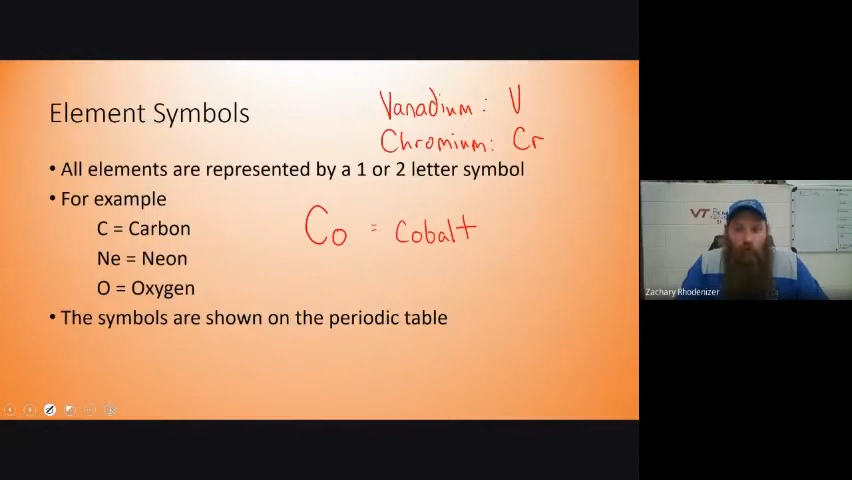 Vanadium: V
Element Symbols
Chromium: Cr
• All elements are represented by a 1 or 2 letter symbol
• For example
C = Carbon
Co = Cobalt
Ne = Neon
O = Oxygen
• The symbols are shown on the periodic table
VT
Zachary Rhodenizer